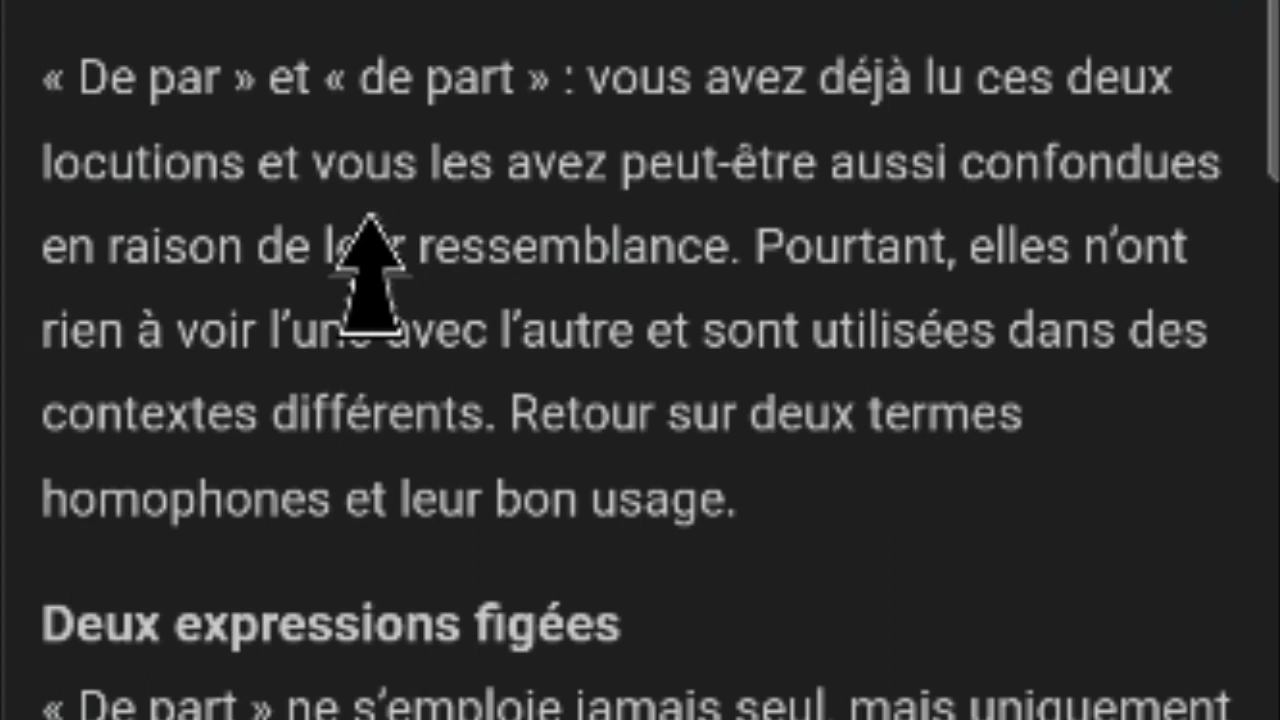 « De par » et « de part » : vous avez déjà lu ces deux
locutions et vous les avez peut-être aussi confondues
en raison de leur ressemblance. Pourtant, elles n’ont
rien à voir l’une avec l’autre et sont utilisées dans des
contextes différents. Retour sur deux termes
homophones et leur bon usage.
Deux expressions figées
« De part » ne s’emploie jamais seul, mais uniquement